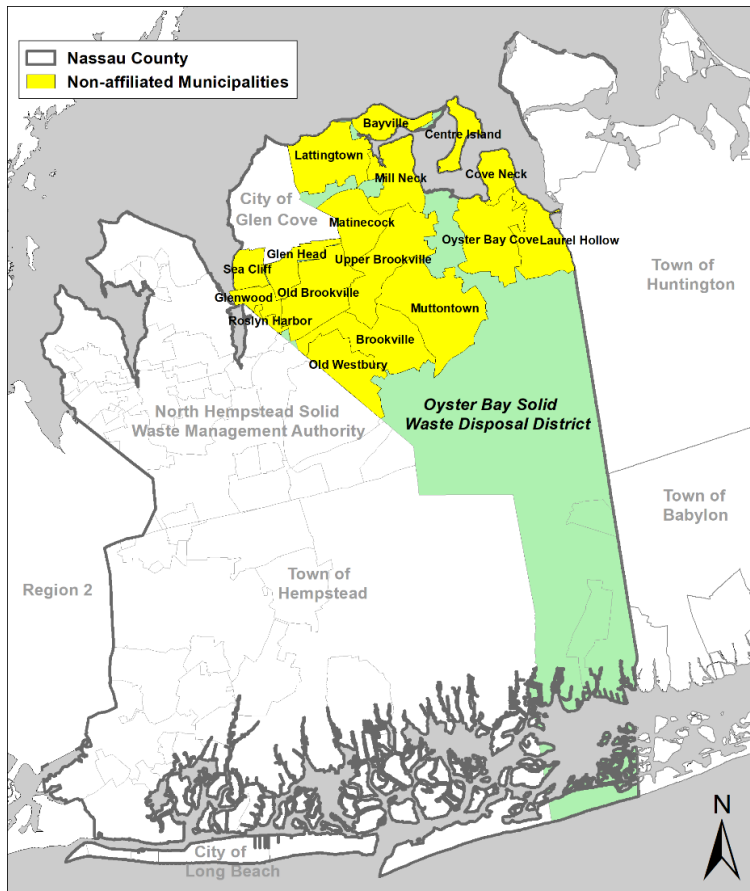 Nassau County
Non-affiliated Municipalities
Bayville
Centre Island
Lattingtown
Mill Neck
Cove Neck
City of
Glen Cove
Matinecock
Oyster Bay Cove
Laurel Hollow
Glen Head
Upper Brookville
Sea Cliff
Town of
Huntington
Glenwood
Old Brookville
Muttontown
Roslyn Harbor
Brookville
Old Westbury
North Hempstead Solid
Waste Management Authority
Oyster Bay Solid
Waste Disposal District
Town of
Babylon
Region 2
Town of
Hempstead
N
City of
Long Beach